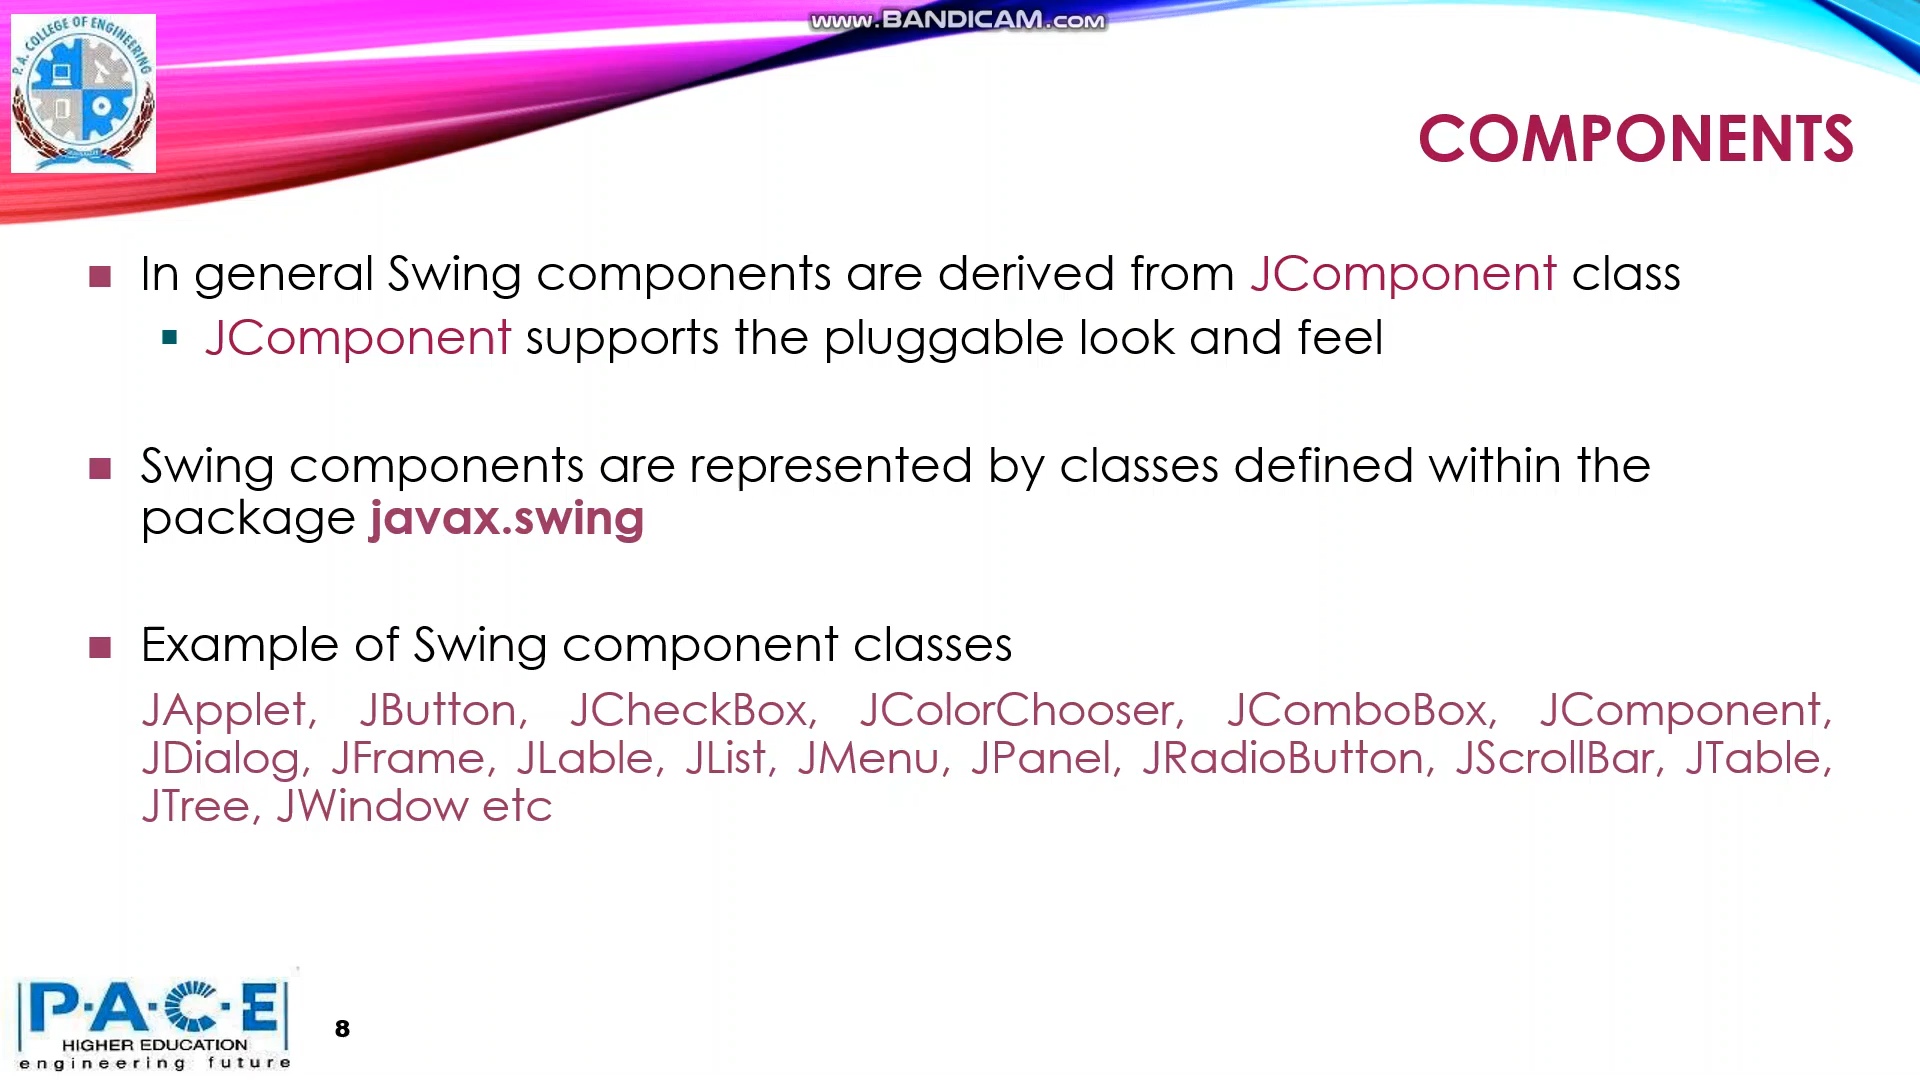 www.BANDICAM.com
P.A. COLLEGE OF ENGINEERING
COMPONENTS
■ In general Swing components are derived from JComponent class
▪ JComponent supports the pluggable look and feel
■ Swing components are represented by classes defined within the
package javax.swing
■ Example of Swing component classes
JApplet, JButton, JCheckBox, JColorChooser, JComboBox, JComponent,
JDialog, JFrame, JLable, JList, JMenu, JPanel, JRadioButton, JScrollBar, JTable,
JTree, JWindow etc
P·A·C·E
HIGHER EDUCATION
engineering future
8